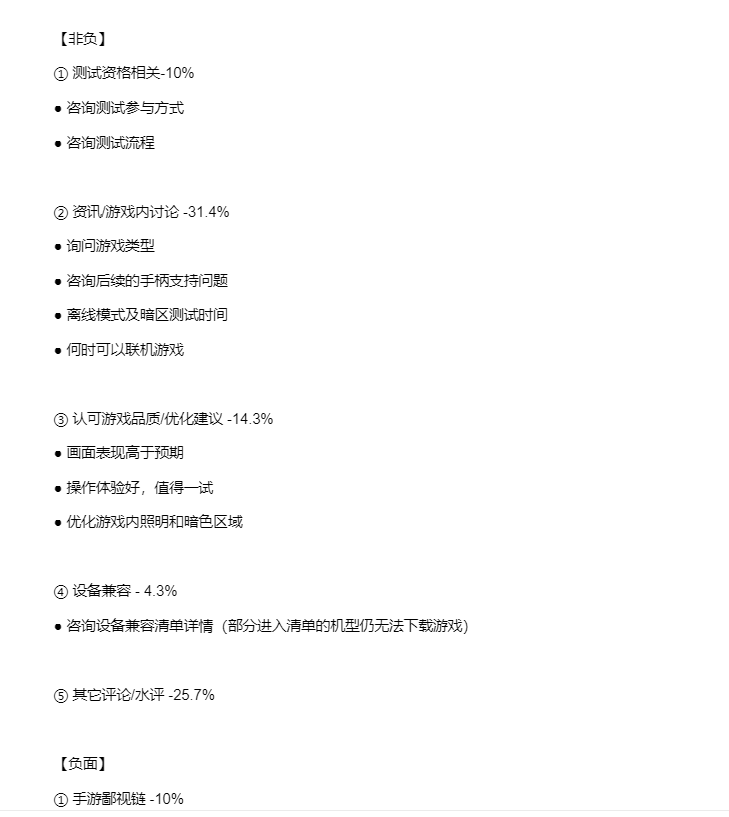 【非负】
① 测试资格相关-10%
● 咨询测试参与方式
● 咨询测试流程
② 资讯/游戏内讨论 -31.4%
● 询问游戏类型
● 咨询后续的手柄支持问题
● 离线模式及暗区测试时间
● 何时可以联机游戏
③ 认可游戏品质/优化建议 -14.3%
● 画面表现高于预期
● 操作体验好，值得一试
● 优化游戏内照明和暗色区域
④ 设备兼容 - 4.3%
● 咨询设备兼容清单详情（部分进入清单的机型仍无法下载游戏）
⑤ 其它评论/水评 -25.7%
【负面】
① 手游鄙视链 -10%